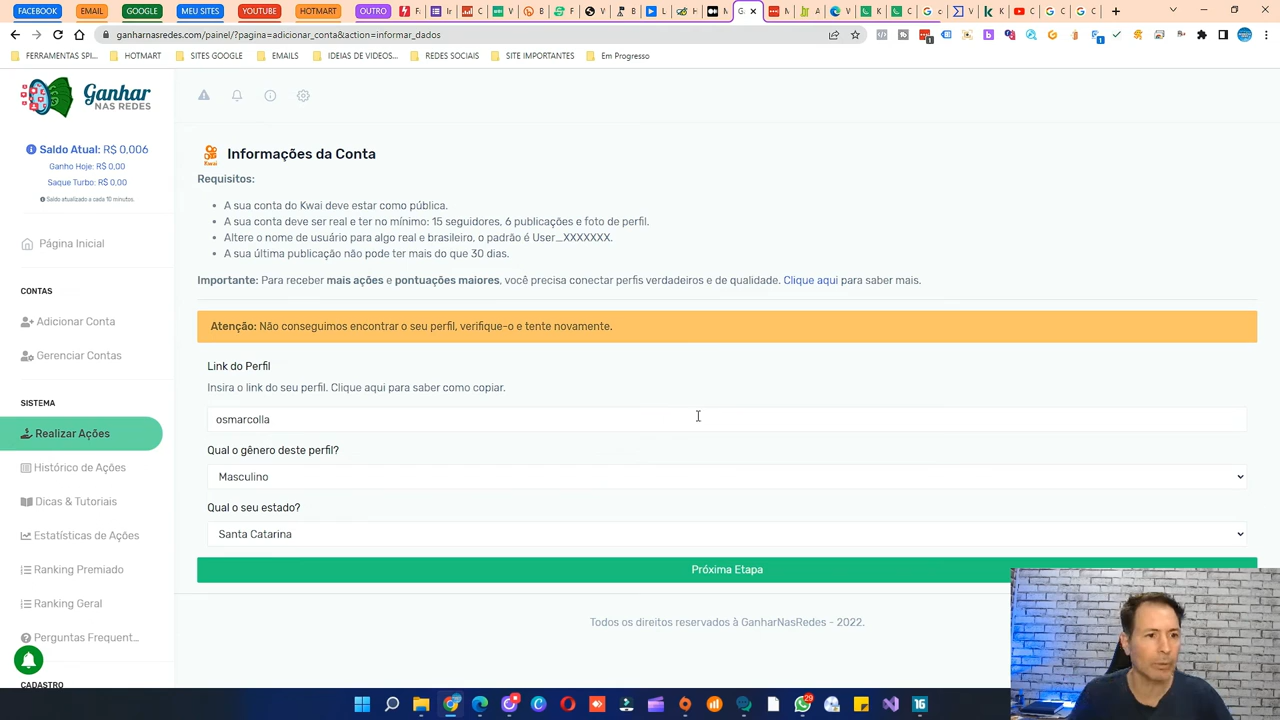 FACEBOOK
EMAIL
GOOGLE
MEU SITES
YOUTUBE
HOTMART
OUTRO
ganharnasredes.com/painel/?pagina=adicionar_conta&action=informar_dados
FERRAMENTAS SPI...
HOTMART
SITES GOOGLE
EMAILS
IDEIAS DE VIDEOS...
REDES SOCIAIS
SITE IMPORTANTES
Em Progresso
Ganhar
NAS REDES
Saldo Atual: R$ 0,006
Ganho Hoje: R$ 0,00
Saque Turbo: R$ 0,00
Saldo atualizado a cada 10 minutos.
Página Inicial
CONTAS
Adicionar Conta
Gerenciar Contas
SISTEMA
Realizar Ações
Histórico de Ações
Dicas & Tutoriais
Estatísticas de Ações
Ranking Premiado
Ranking Geral
Perguntas Frequent...
CADASTRO
Kwai
Informações da Conta
Requisitos:
A sua conta do Kwai deve estar como pública.
A sua conta deve ser real e ter no mínimo: 15 seguidores, 6 publicações e foto de perfil.
Altere o nome de usuário para algo real e brasileiro, o padrão é User_XXXXXXX.
A sua última publicação não pode ter mais do que 30 dias.
Importante: Para receber mais ações e pontuações maiores, você precisa conectar perfis verdadeiros e de qualidade. Clique aqui para saber mais.
Atenção: Não conseguimos encontrar o seu perfil, verifique-o e tente novamente.
Link do Perfil
Insira o link do seu perfil. Clique aqui para saber como copiar.
osmarcolla
Qual o gênero deste perfil?
Masculino
Qual o seu estado?
Santa Catarina
Próxima Etapa
Todos os direitos reservados à GanharNasRedes - 2022.
29
16